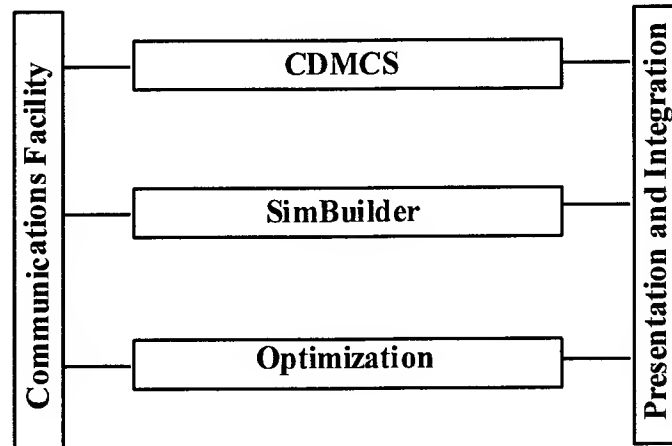 Communications Facility
CDMCS
SimBuilder
Optimization
Presentation and Integration